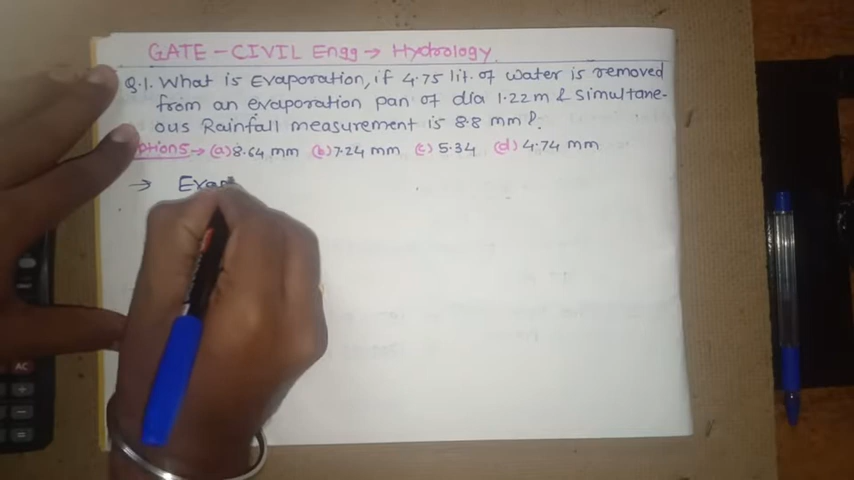 GATE-CIVIL Engg → Hydrology
Q.1. What is Evaporation, if 4.75 lit. of Water is removed
from an evaporation pan of dia 1.22 m & Simultane-
ous Rainfall measurement is 8.8 mm?.
ptions → (a) 8.64 mm (b) 7.24 mm (c) 5.34 (d) 4.74 mm
→ Evap
AC